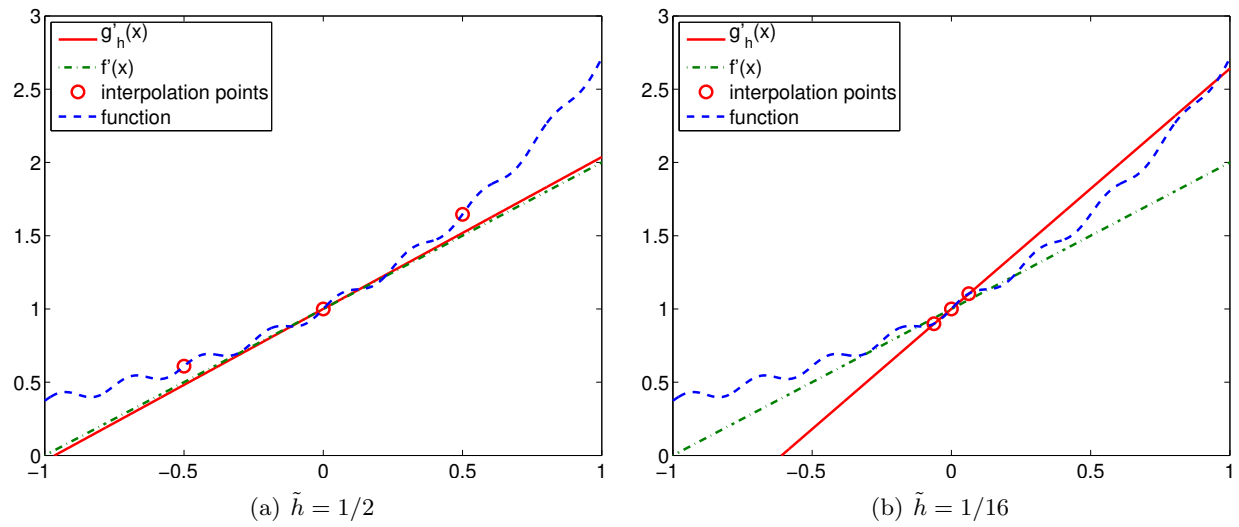 3
2.5
2
1.5
1
0.5
0
−1
−0.5
0
0.5
1
g'_h(x)
f'(x)
interpolation points
function
(a) h̃ = 1/2
3
2.5
2
1.5
1
0.5
0
−1
−0.5
0
0.5
1
g'_h(x)
f'(x)
interpolation points
function
(b) h̃ = 1/16